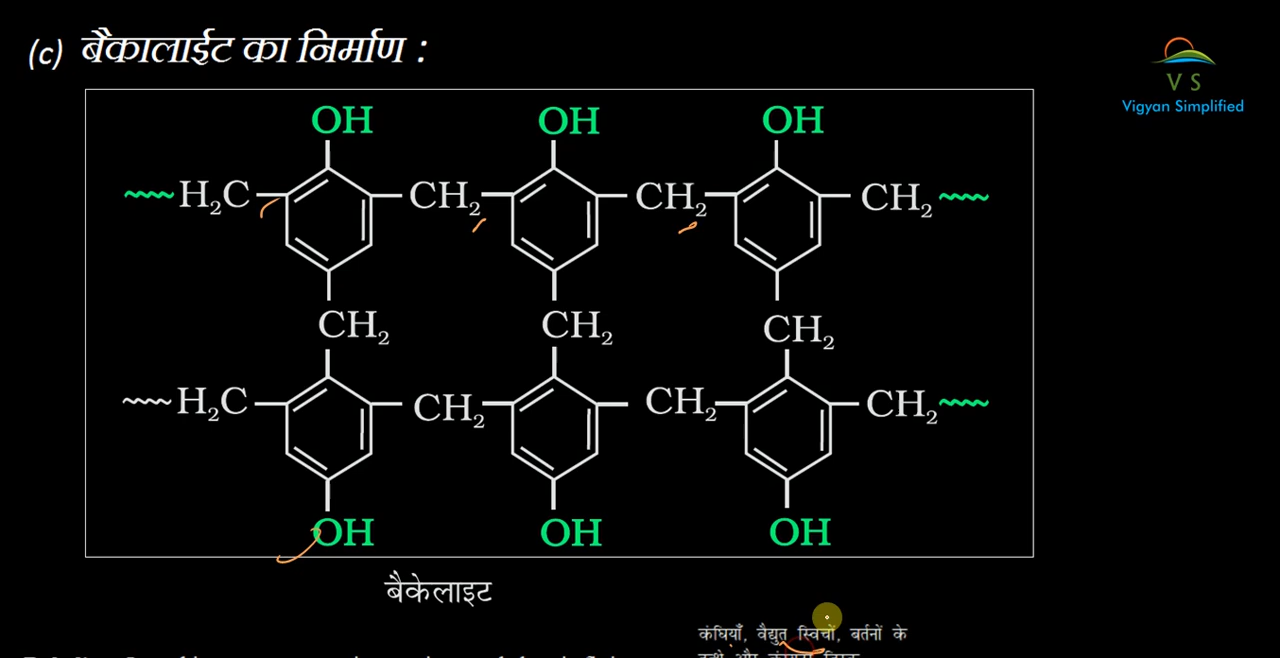 (c) बैकालाईट का निर्माण :
V S
Vigyan Simplified
OH OH OH
H₂C CH₂ CH₂ CH₂
CH₂ CH₂ CH₂
H₂C CH₂ CH₂ CH₂
OH OH OH
बैकेलाइट
कंघियाँ, वैद्युत स्विचों, बर्तनों के